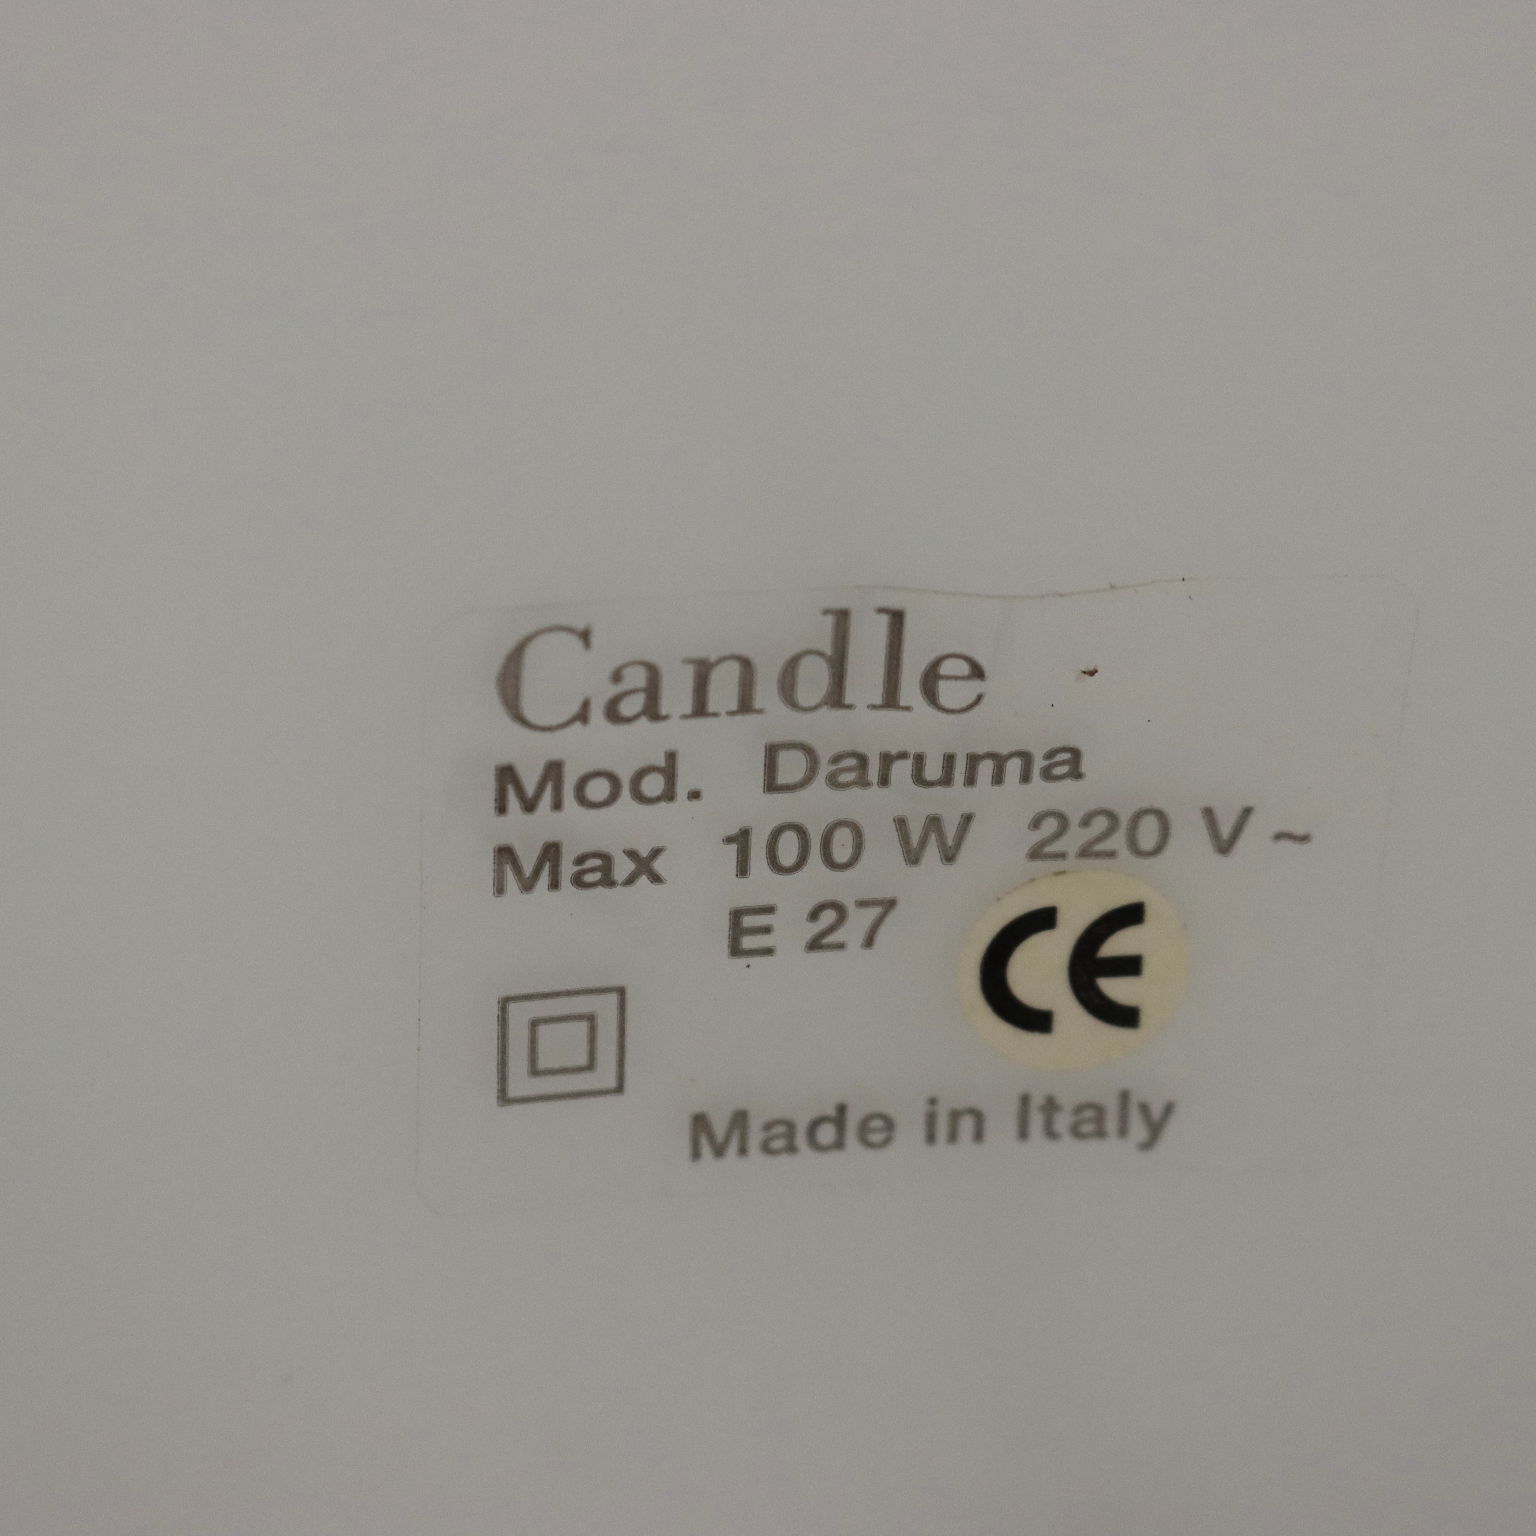 Candle
Mod. Daruma
Max 100 W 220 V ~
E 27
CE
Made in Italy